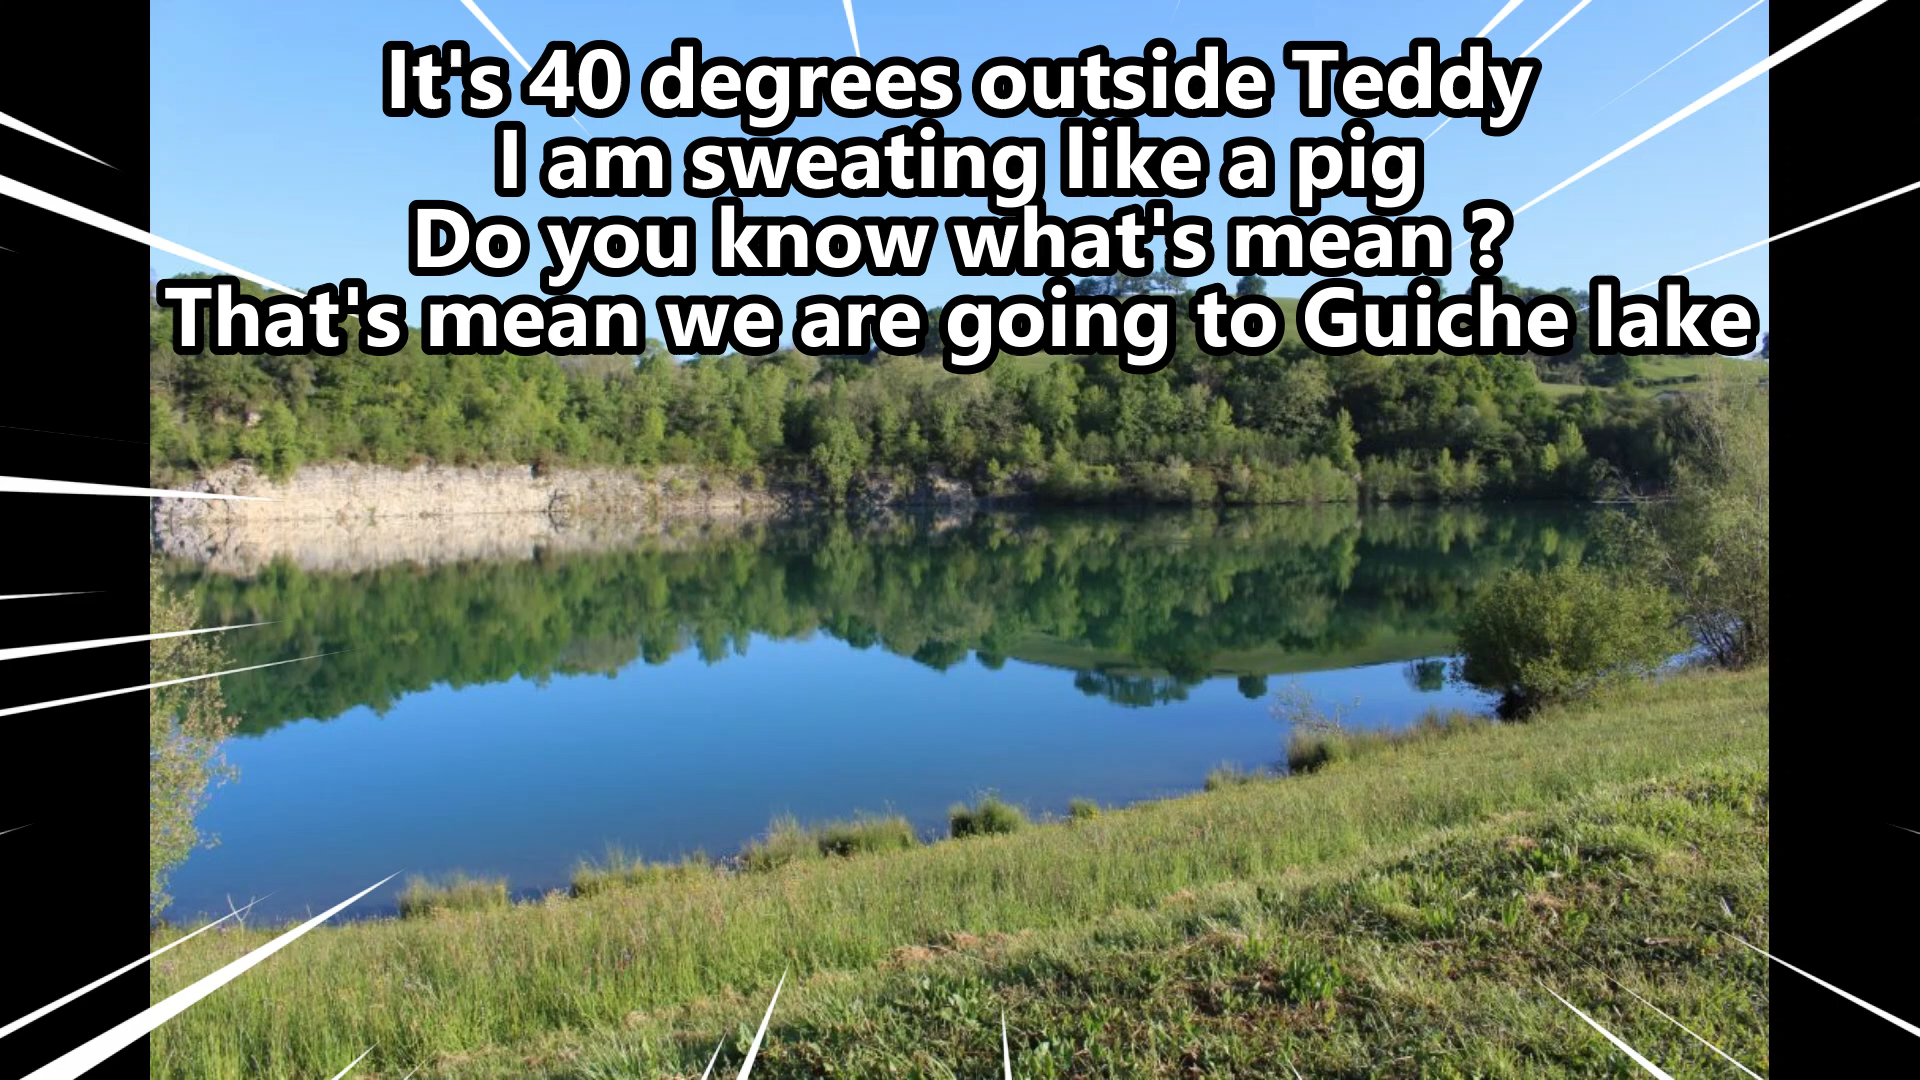 It's 40 degrees outside Teddy
I am sweating like a pig
Do you know what's mean ?
That's mean we are going to Guiche lake